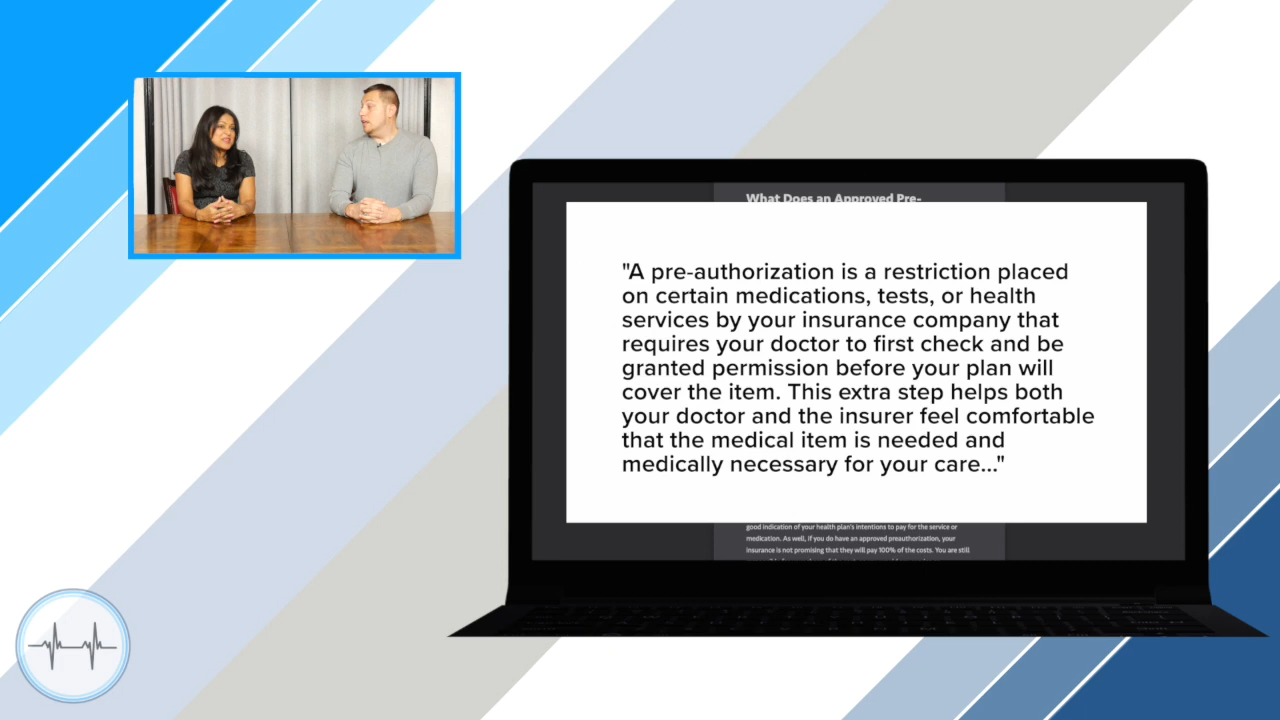 What Does an Approved Pre-
"A pre-authorization is a restriction placed
on certain medications, tests, or health
services by your insurance company that
requires your doctor to first check and be
granted permission before your plan will
cover the item. This extra step helps both
your doctor and the insurer feel comfortable
that the medical item is needed and
medically necessary for your care..."
good indication of your health plan's intentions to pay for the service or
medication. As well, if you do have an approved preauthorization, your
insurance is not promising that they will pay 100% of the costs. You are still